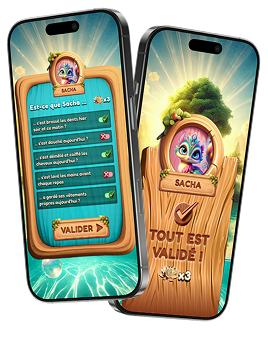 SACHA
Est-ce que Sacha ...
x3
... s'est brossé les dents hier
soir et ce matin ?
... s'est douché aujourd'hui ?
... s'est démêlé et coiffé les
cheveux aujourd'hui ?
... s'est lavé les mains avant
chaque repas
... a gardé ses vêtements
propres aujourd'hui ?
VALIDER
SACHA
TOUT EST
VALIDÉ !
x3